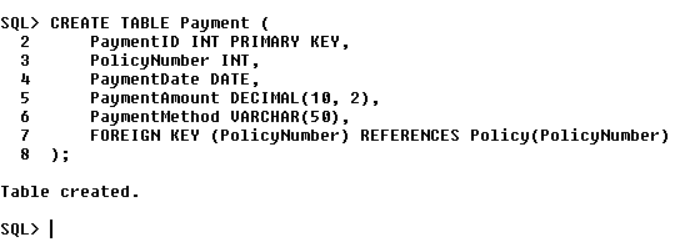 SQL> CREATE TABLE Payment (
  2      PaymentID INT PRIMARY KEY,
  3      PolicyNumber INT,
  4      PaymentDate DATE,
  5      PaymentAmount DECIMAL(10, 2),
  6      PaymentMethod VARCHAR(50),
  7      FOREIGN KEY (PolicyNumber) REFERENCES Policy(PolicyNumber)
  8  );
Table created.
SQL>